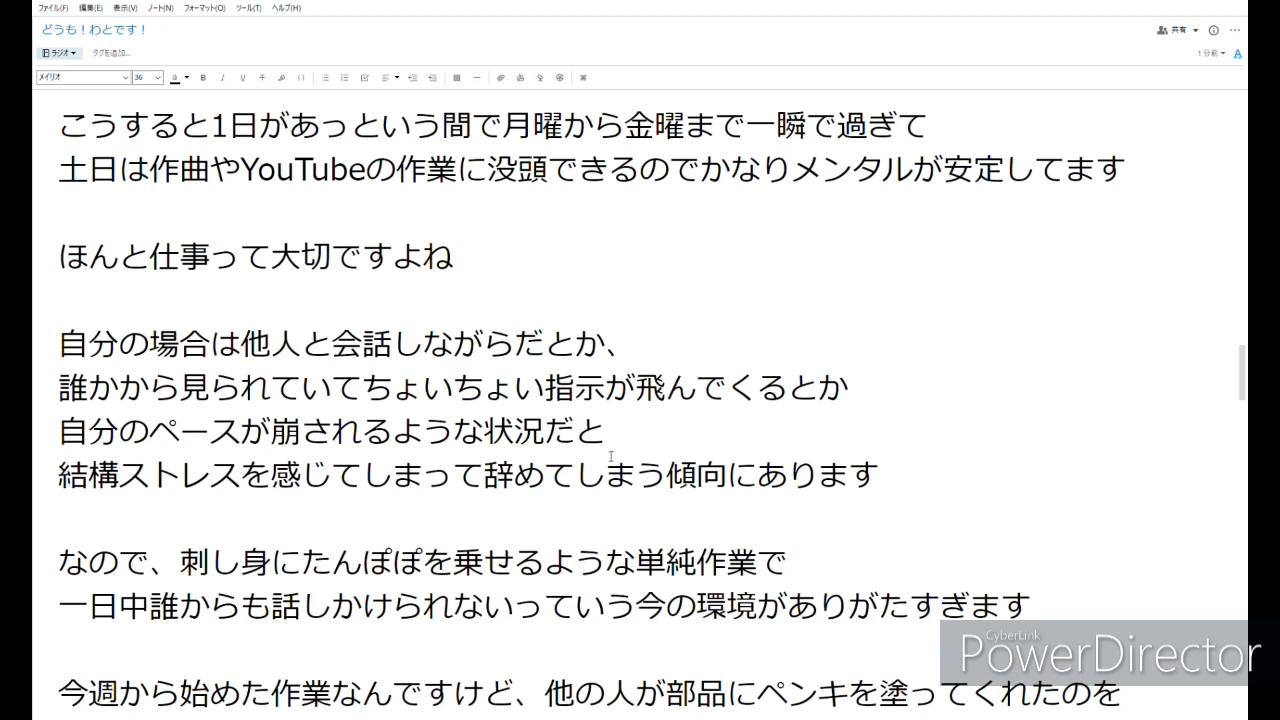 ファイル(F) 編集(E) 表示(V) ノート(N) フォーマット(O) ツール(T) ヘルプ(H)
どうも！わとです！
共有
ラジオ タグを追加...
1 分前
メイリオ 36
こうすると1日があっという間で月曜から金曜まで一瞬で過ぎて
土日は作曲やYouTubeの作業に没頭できるのでかなりメンタルが安定してます
ほんと仕事って大切ですよね
自分の場合は他人と会話しながらだとか、
誰かから見られていてちょいちょい指示が飛んでくるとか
自分のペースが崩されるような状況だと
結構ストレスを感じてしまって辞めてしまう傾向にあります
なので、刺し身にたんぽぽを乗せるような単純作業で
一日中誰からも話しかけられないっていう今の環境がありがたすぎます
CyberLink
PowerDirector
今週から始めた作業なんですけど、他の人が部品にペンキを塗ってくれたのを